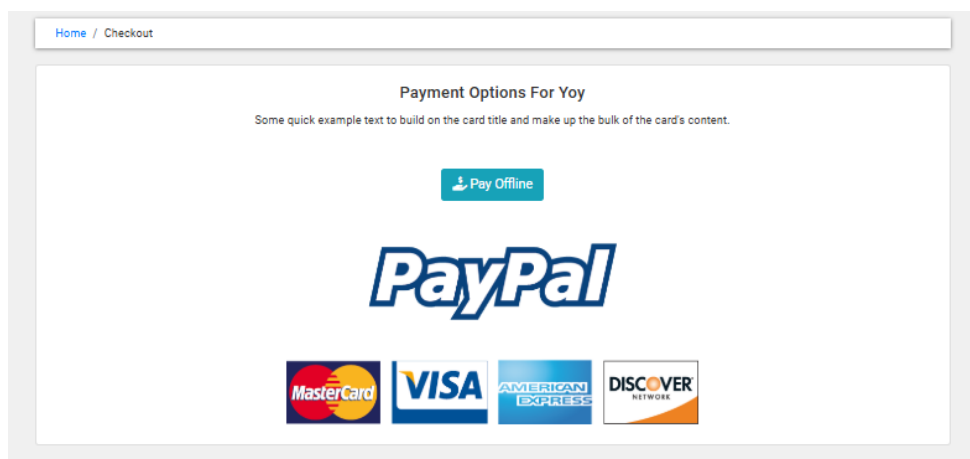 Home / Checkout
Payment Options For Yoy
Some quick example text to build on the card title and make up the bulk of the card's content.
Pay Offline
PayPal
MasterCard VISA AMERICAN EXPRESS DISCOVER NETWORK